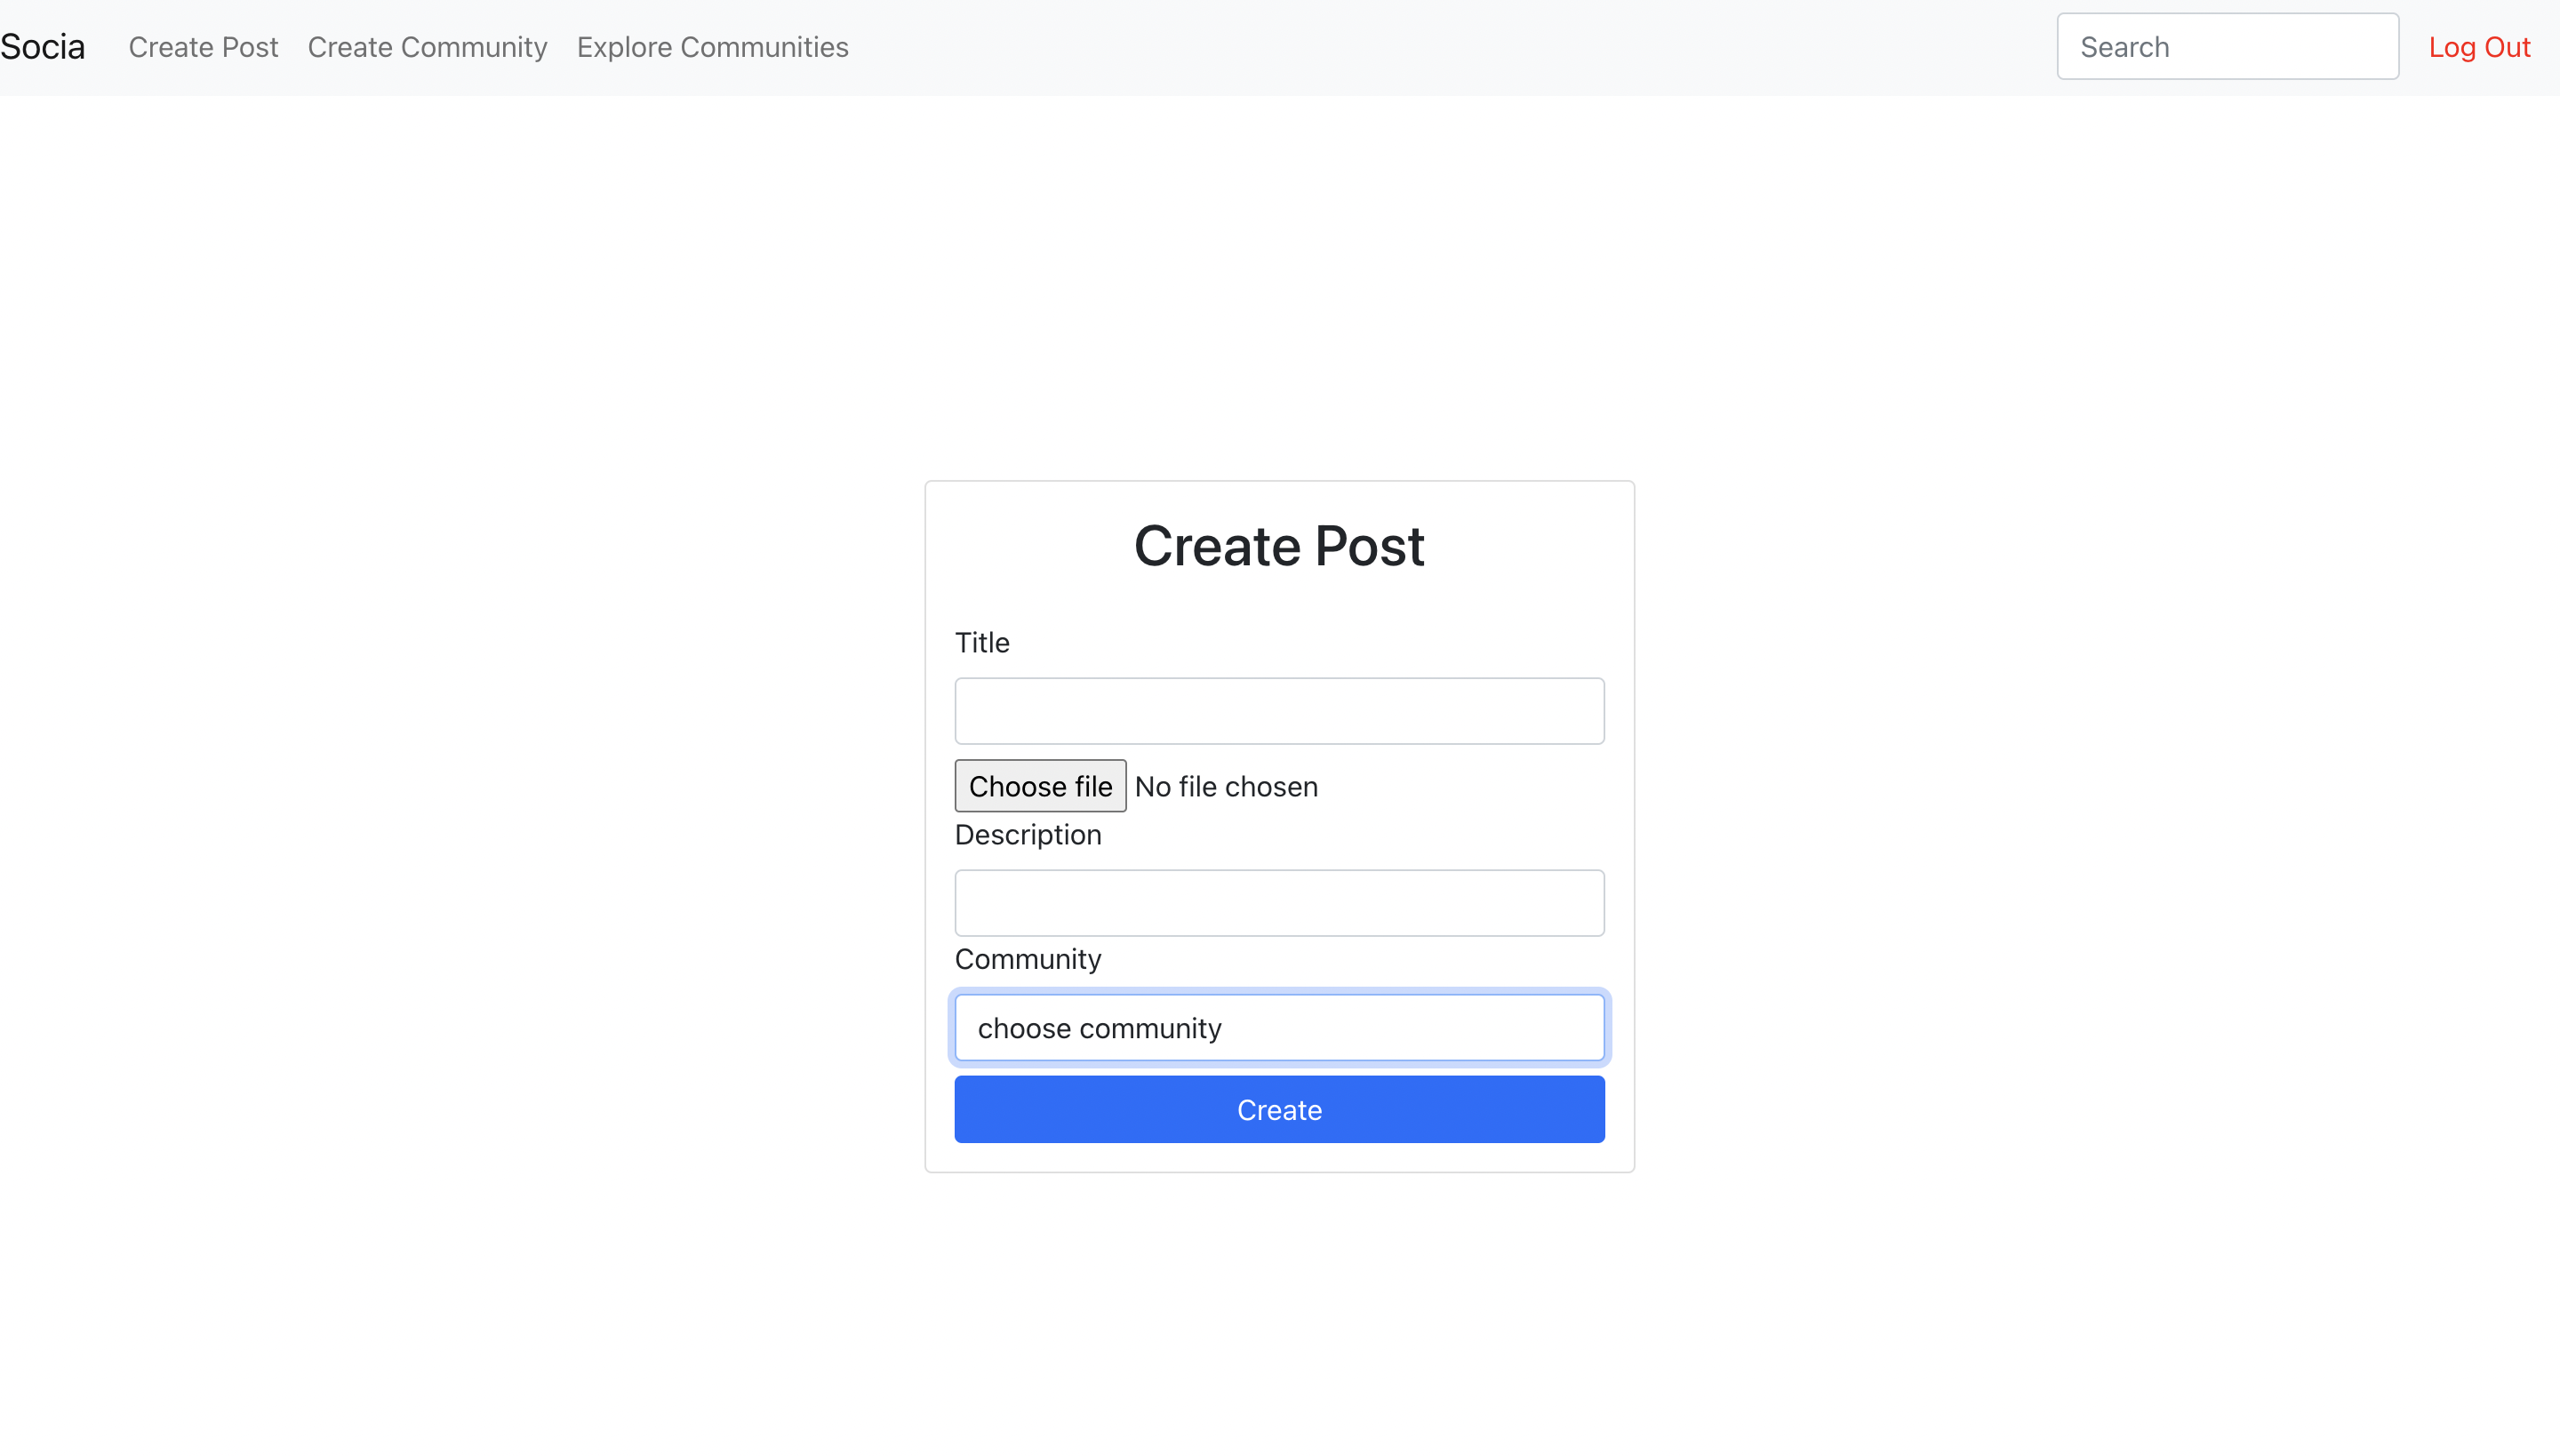 Socia Create Post Create Community Explore Communities Search Log Out
Create Post
Title
Choose file No file chosen
Description
Community
choose community
Create